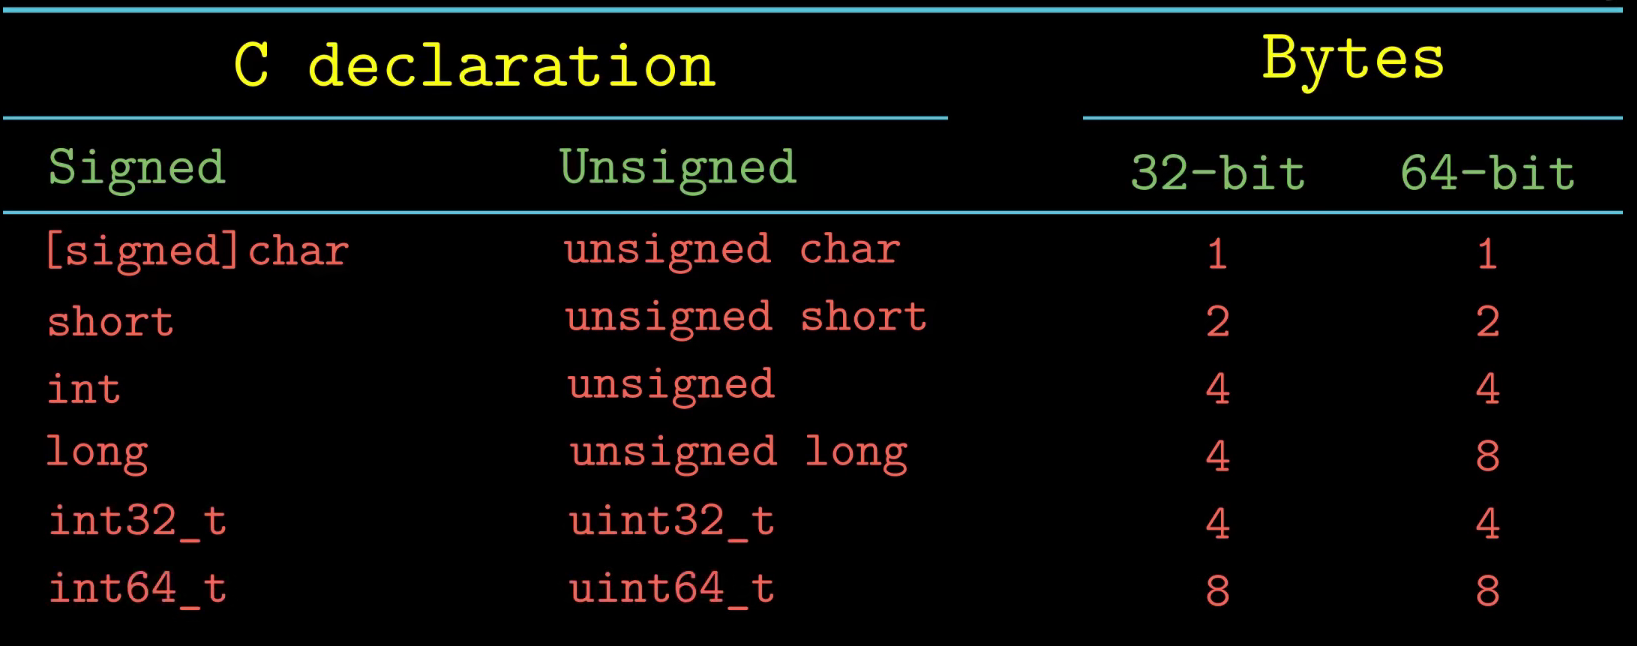 C declaration Bytes
Signed Unsigned 32-bit 64-bit
[signed]char unsigned char 1 1
short unsigned short 2 2
int unsigned 4 4
long unsigned long 4 8
int32_t uint32_t 4 4
int64_t uint64_t 8 8